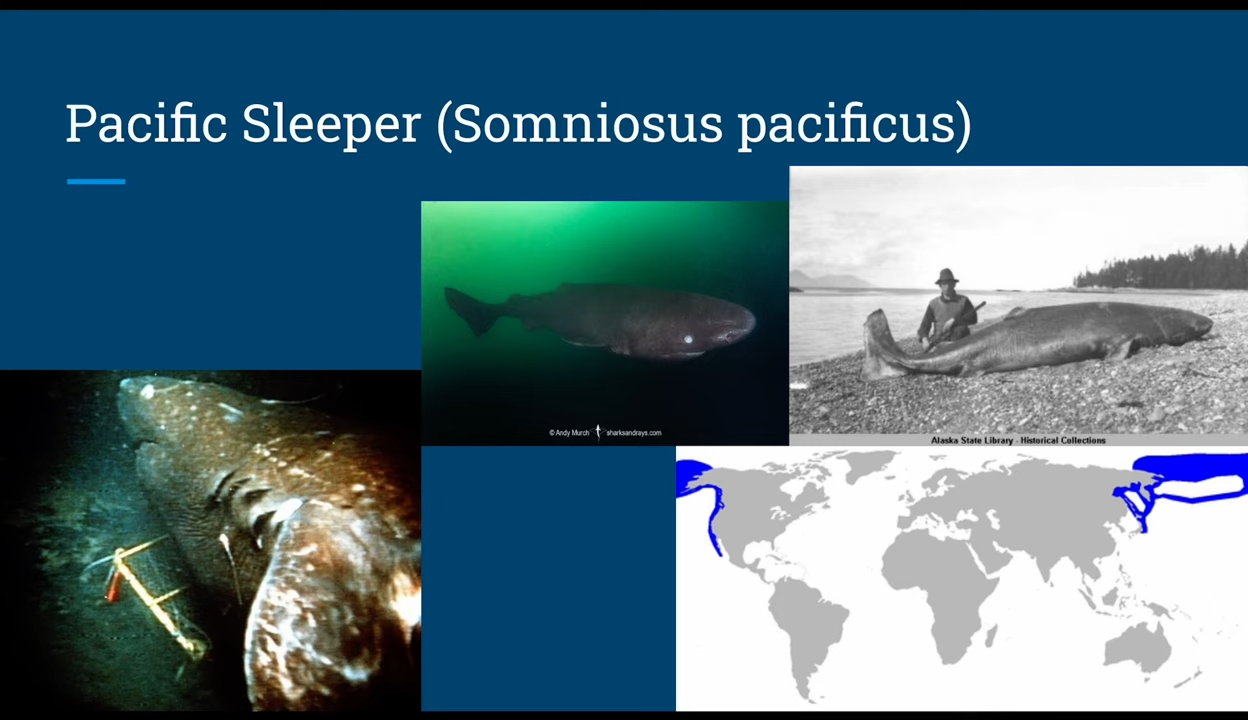 Pacific Sleeper (Somniosus pacificus)
© Andy Murch sharksandrays.com
Alaska State Library - Historical Collections